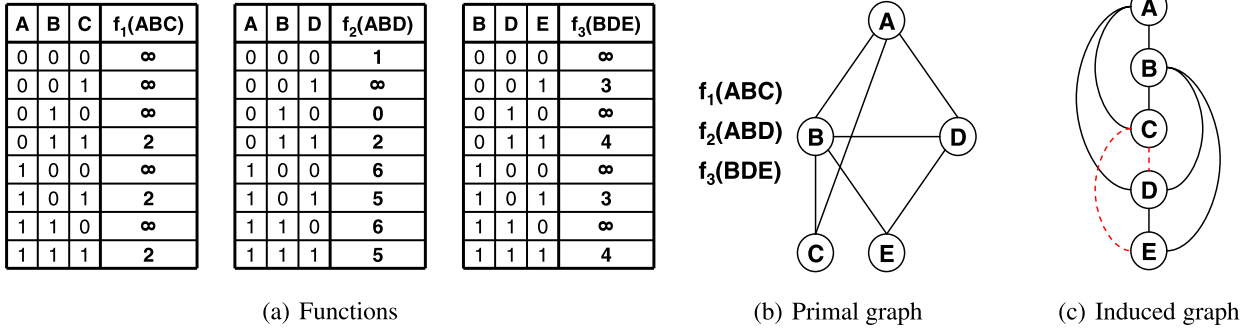 A B C f₁(ABC)
0 0 0 ∞
0 0 1 ∞
0 1 0 ∞
0 1 1 2
1 0 0 ∞
1 0 1 2
1 1 0 ∞
1 1 1 2
A B D f₂(ABD)
0 0 0 1
0 0 1 ∞
0 1 0 0
0 1 1 2
1 0 0 6
1 0 1 5
1 1 0 6
1 1 1 5
B D E f₃(BDE)
0 0 0 ∞
0 0 1 3
0 1 0 ∞
0 1 1 4
1 0 0 ∞
1 0 1 3
1 1 0 ∞
1 1 1 4
(a) Functions
f₁(ABC)
f₂(ABD)
f₃(BDE)
A
B D
C E
(b) Primal graph
A
B
C
D
E
(c) Induced graph